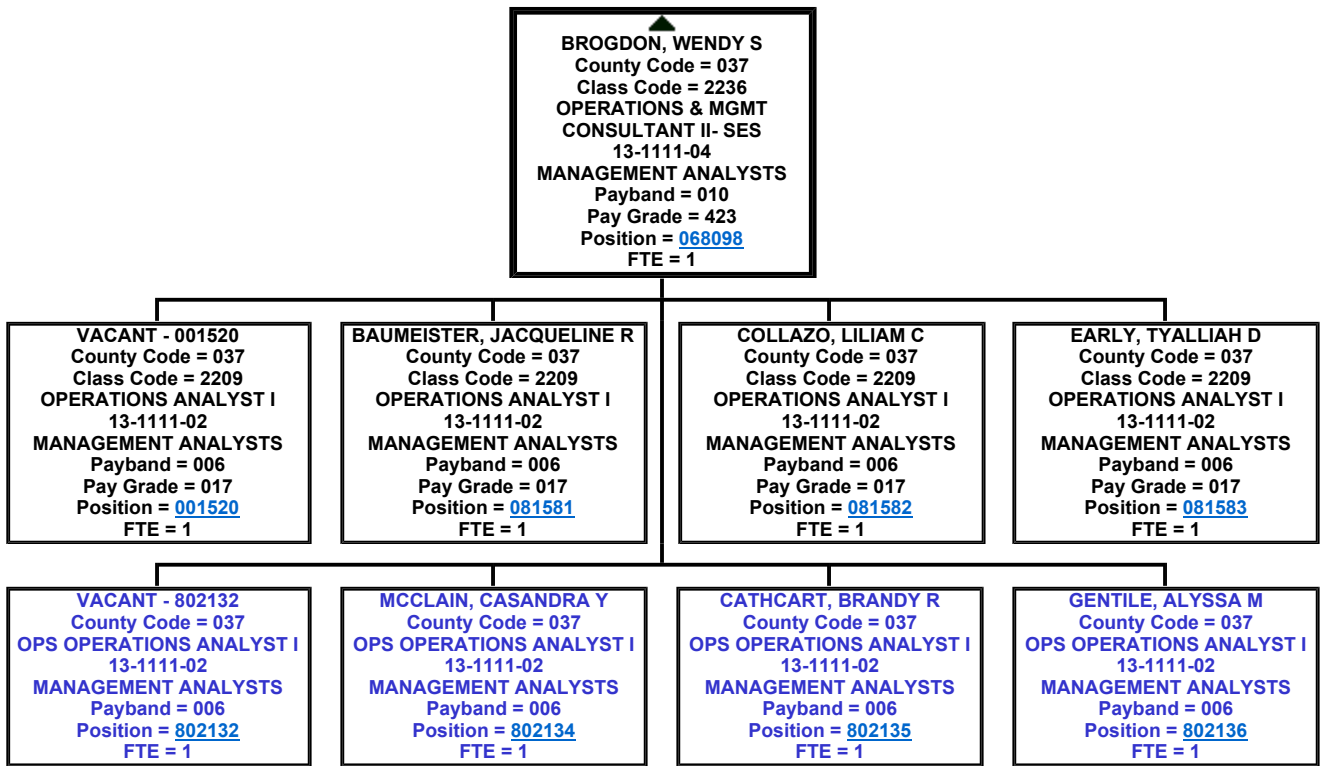 BROGDON, WENDY S
County Code = 037
Class Code = 2236
OPERATIONS & MGMT
CONSULTANT II- SES
13-1111-04
MANAGEMENT ANALYSTS
Payband = 010
Pay Grade = 423
Position = 068098
FTE = 1
VACANT - 001520
County Code = 037
Class Code = 2209
OPERATIONS ANALYST I
13-1111-02
MANAGEMENT ANALYSTS
Payband = 006
Pay Grade = 017
Position = 001520
FTE = 1
BAUMEISTER, JACQUELINE R
County Code = 037
Class Code = 2209
OPERATIONS ANALYST I
13-1111-02
MANAGEMENT ANALYSTS
Payband = 006
Pay Grade = 017
Position = 081581
FTE = 1
COLLAZO, LILIAM C
County Code = 037
Class Code = 2209
OPERATIONS ANALYST I
13-1111-02
MANAGEMENT ANALYSTS
Payband = 006
Pay Grade = 017
Position = 081582
FTE = 1
EARLY, TYALLIAH D
County Code = 037
Class Code = 2209
OPERATIONS ANALYST I
13-1111-02
MANAGEMENT ANALYSTS
Payband = 006
Pay Grade = 017
Position = 081583
FTE = 1
VACANT - 802132
County Code = 037
OPS OPERATIONS ANALYST I
13-1111-02
MANAGEMENT ANALYSTS
Payband = 006
Position = 802132
FTE = 1
MCCLAIN, CASANDRA Y
County Code = 037
OPS OPERATIONS ANALYST I
13-1111-02
MANAGEMENT ANALYSTS
Payband = 006
Position = 802134
FTE = 1
CATHCART, BRANDY R
County Code = 037
OPS OPERATIONS ANALYST I
13-1111-02
MANAGEMENT ANALYSTS
Payband = 006
Position = 802135
FTE = 1
GENTILE, ALYSSA M
County Code = 037
OPS OPERATIONS ANALYST I
13-1111-02
MANAGEMENT ANALYSTS
Payband = 006
Position = 802136
FTE = 1